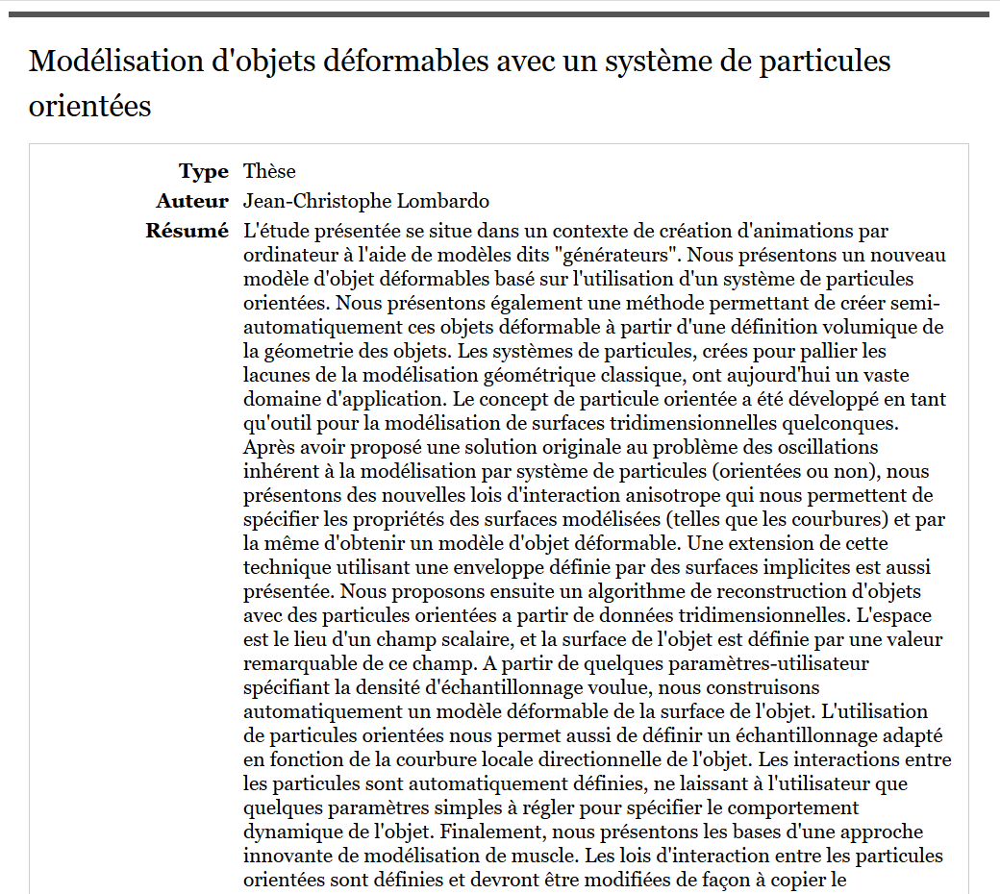 Modélisation d'objets déformables avec un système de particules
orientées
Type Thèse
Auteur Jean-Christophe Lombardo
Résumé L'étude présentée se situe dans un contexte de création d'animations par
ordinateur à l'aide de modèles dits "générateurs". Nous présentons un nouveau
modèle d'objet déformables basé sur l'utilisation d'un système de particules
orientées. Nous présentons également une méthode permettant de créer semi-
automatiquement ces objets déformable à partir d'une définition volumique de
la géometrie des objets. Les systèmes de particules, crées pour pallier les
lacunes de la modélisation géométrique classique, ont aujourd'hui un vaste
domaine d'application. Le concept de particule orientée a été développé en tant
qu'outil pour la modélisation de surfaces tridimensionnelles quelconques.
Après avoir proposé une solution originale au problème des oscillations
inhérent à la modélisation par système de particules (orientées ou non), nous
présentons des nouvelles lois d'interaction anisotrope qui nous permettent de
spécifier les propriétés des surfaces modélisées (telles que les courbures) et par
la même d'obtenir un modèle d'objet déformable. Une extension de cette
technique utilisant une enveloppe définie par des surfaces implicites est aussi
présentée. Nous proposons ensuite un algorithme de reconstruction d'objets
avec des particules orientées a partir de données tridimensionnelles. L'espace
est le lieu d'un champ scalaire, et la surface de l'objet est définie par une valeur
remarquable de ce champ. A partir de quelques paramètres-utilisateur
spécifiant la densité d'échantillonnage voulue, nous construisons
automatiquement un modèle déformable de la surface de l'objet. L'utilisation
de particules orientées nous permet aussi de définir un échantillonnage adapté
en fonction de la courbure locale directionnelle de l'objet. Les interactions entre
les particules sont automatiquement définies, ne laissant à l'utilisateur que
quelques paramètres simples à régler pour spécifier le comportement
dynamique de l'objet. Finalement, nous présentons les bases d'une approche
innovante de modélisation de muscle. Les lois d'interaction entre les particules
orientées sont définies et devront être modifiées de façon à copier le